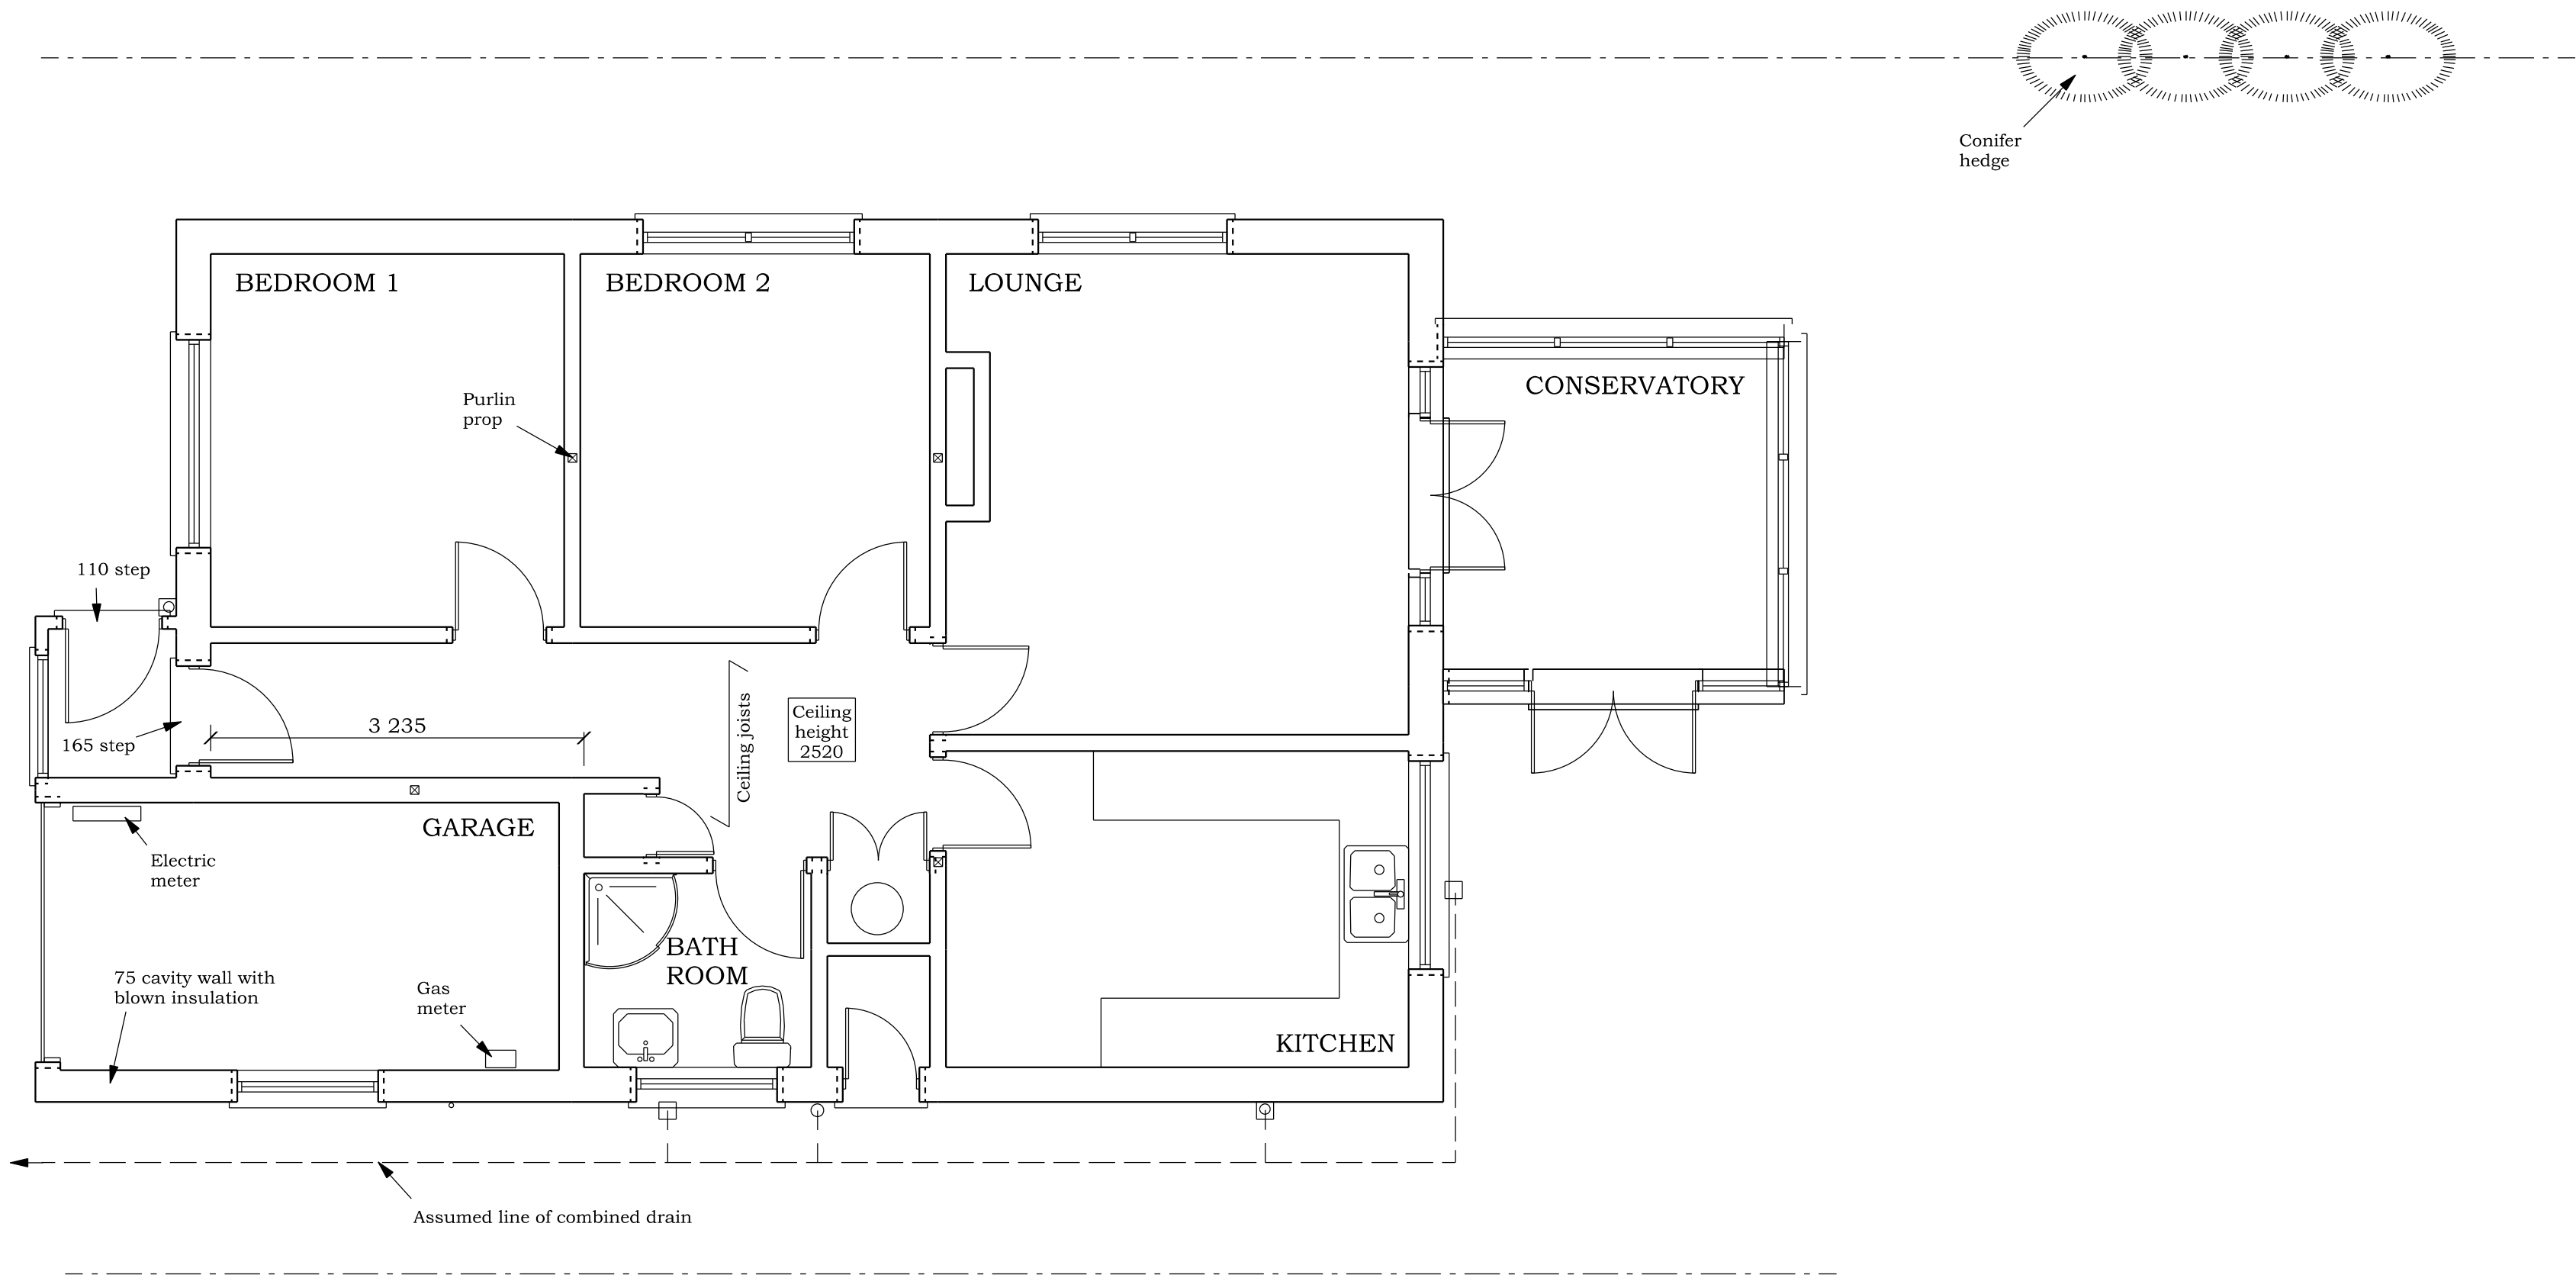 Conifer
hedge
BEDROOM 1
BEDROOM 2
LOUNGE
CONSERVATORY
Purlin
prop
110 step
165 step
3 235
Ceiling joists
Ceiling
height
2520
GARAGE
Electric
meter
BATH
ROOM
75 cavity wall with
blown insulation
Gas
meter
KITCHEN
Assumed line of combined drain